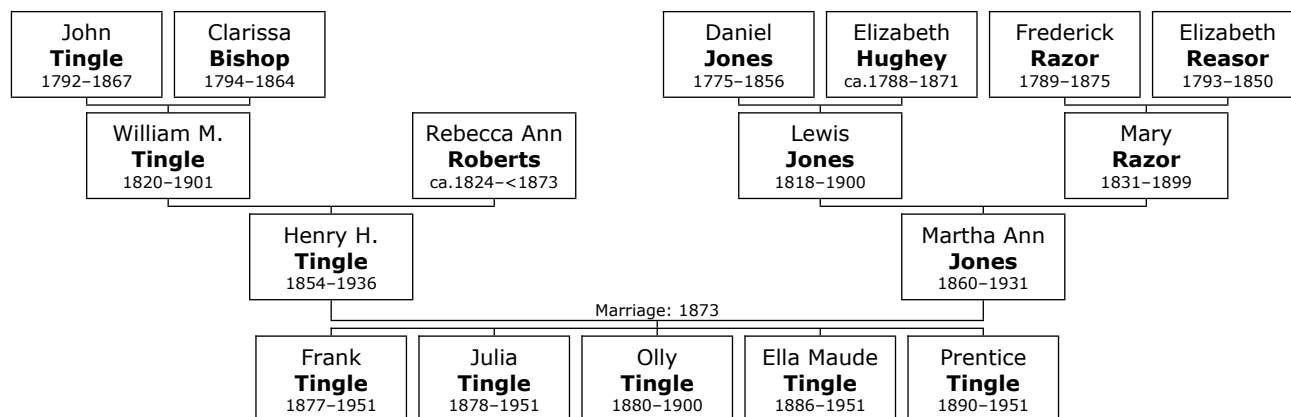 John
Tingle
1792–1867
Clarissa
Bishop
1794–1864
Daniel
Jones
1775–1856
Elizabeth
Hughey
ca.1788–1871
Frederick
Razor
1789–1875
Elizabeth
Reasor
1793–1850
William M.
Tingle
1820–1901
Rebecca Ann
Roberts
ca.1824–<1873
Lewis
Jones
1818–1900
Mary
Razor
1831–1899
Henry H.
Tingle
1854–1936
Martha Ann
Jones
1860–1931
Marriage: 1873
Frank
Tingle
1877–1951
Julia
Tingle
1878–1951
Olly
Tingle
1880–1900
Ella Maude
Tingle
1886–1951
Prentice
Tingle
1890–1951